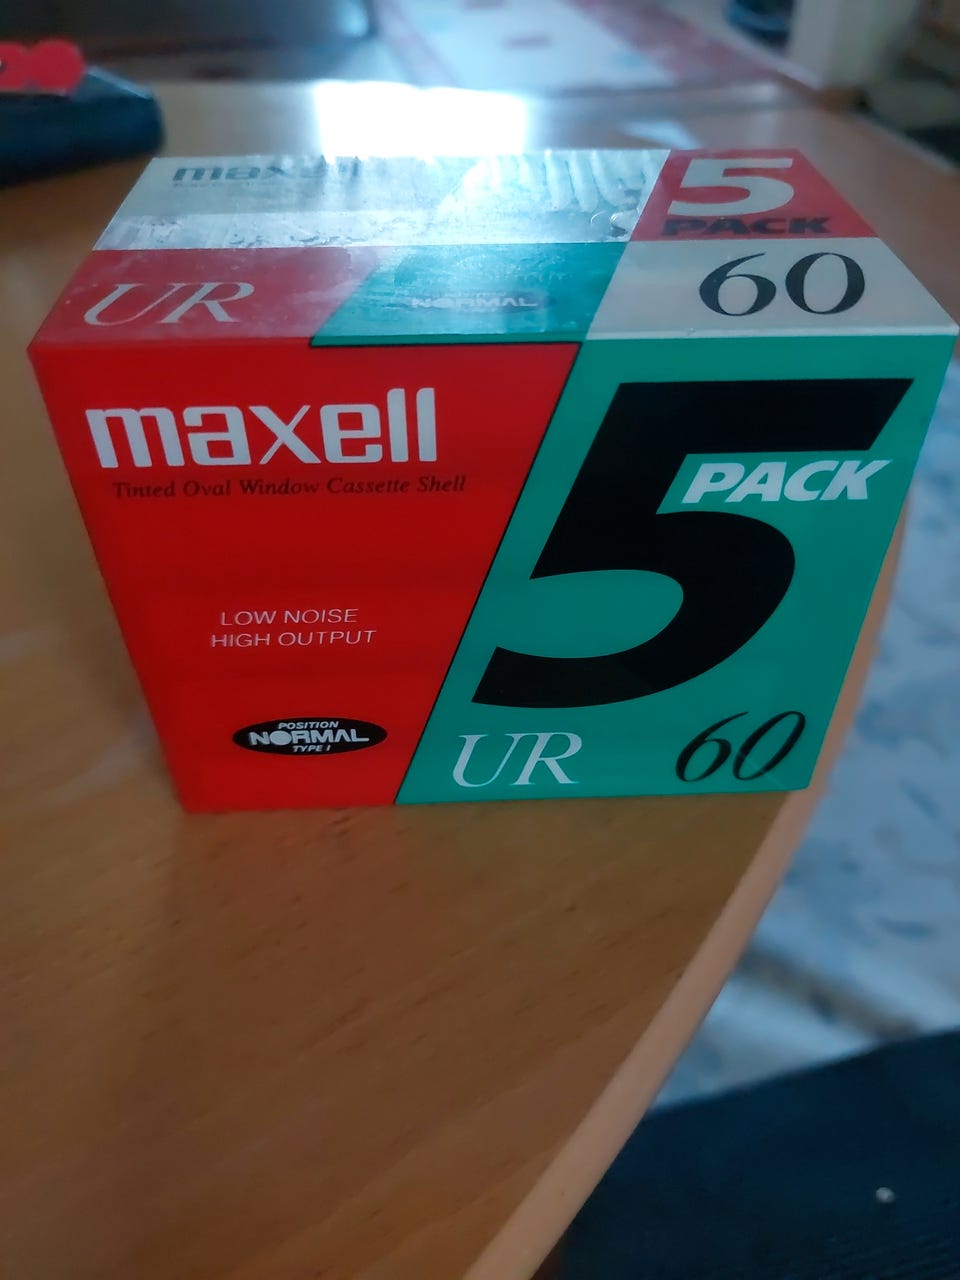 maxell
5
PACK
UR
NORMAL
60
maxell
Tinted Oval Window Cassette Shell
5
PACK
LOW NOISE
HIGH OUTPUT
POSITION
NORMAL
TYPE I
UR
60